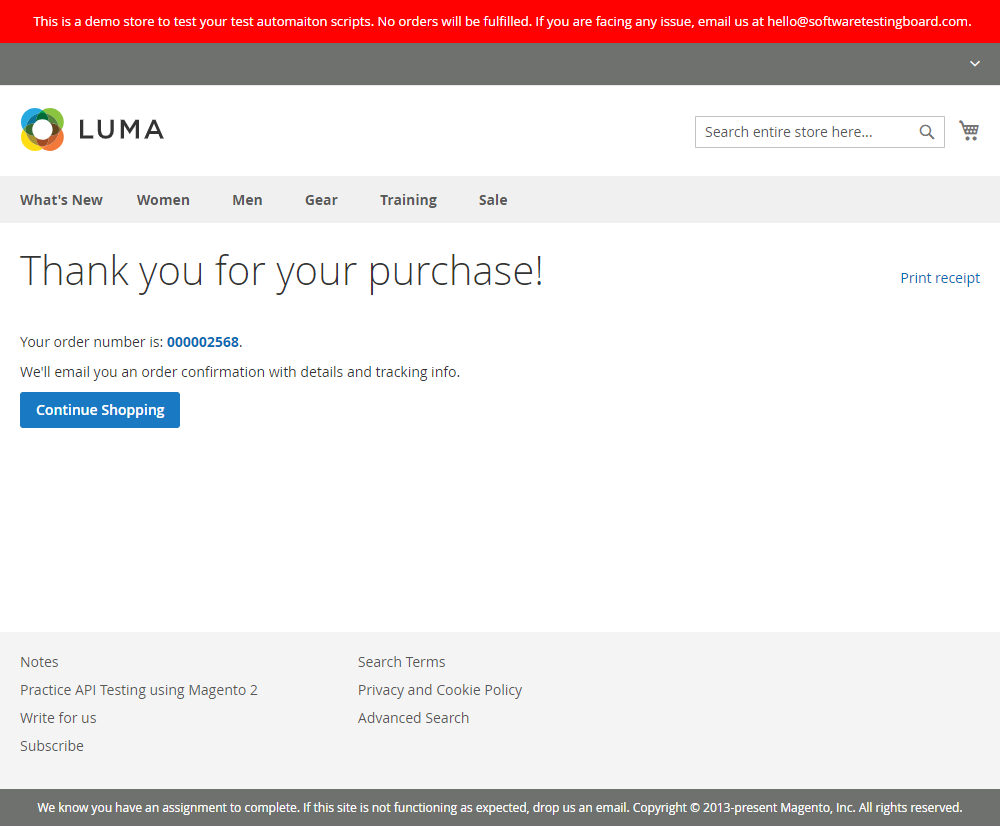 This is a demo store to test your test automaiton scripts. No orders will be fulfilled. If you are facing any issue, email us at hello@softwaretestingboard.com.
LUMA
Search entire store here...
What's New Women Men Gear Training Sale
Thank you for your purchase!
Print receipt
Your order number is: 000002568.
We'll email you an order confirmation with details and tracking info.
Continue Shopping
Notes
Practice API Testing using Magento 2
Write for us
Subscribe
Search Terms
Privacy and Cookie Policy
Advanced Search
We know you have an assignment to complete. If this site is not functioning as expected, drop us an email. Copyright © 2013-present Magento, Inc. All rights reserved.